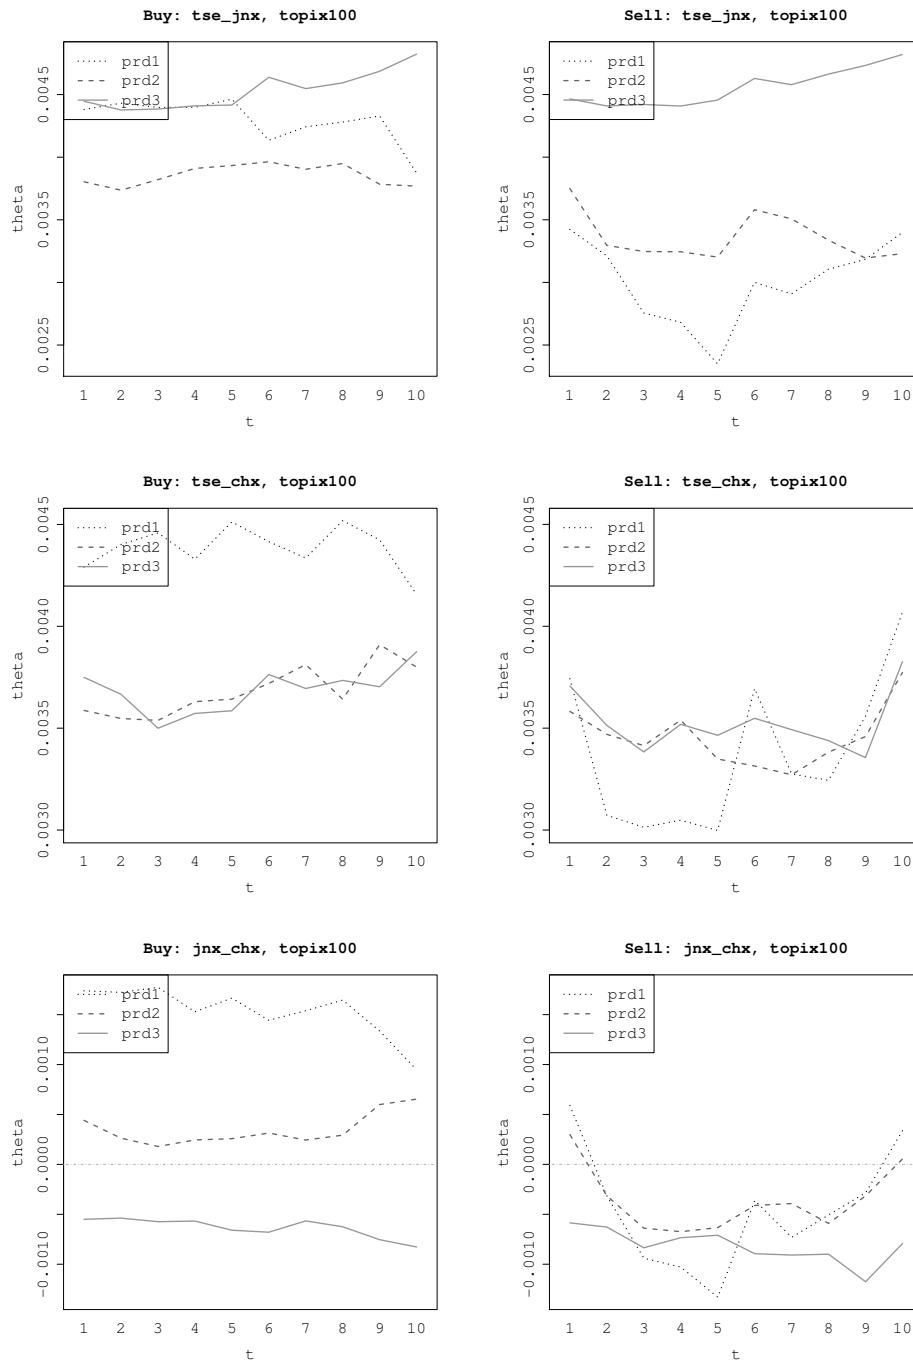 Buy: tse_jnx, topix100
prd1
prd2
prd3
theta
0.0025 0.0035 0.0045
1 2 3 4 5 6 7 8 9 10
t
Sell: tse_jnx, topix100
prd1
prd2
prd3
theta
0.0025 0.0035 0.0045
1 2 3 4 5 6 7 8 9 10
t
Buy: tse_chx, topix100
prd1
prd2
prd3
theta
0.0030 0.0035 0.0040 0.0045
1 2 3 4 5 6 7 8 9 10
t
Sell: tse_chx, topix100
prd1
prd2
prd3
theta
0.0030 0.0035 0.0040 0.0045
1 2 3 4 5 6 7 8 9 10
t
Buy: jnx_chx, topix100
prd1
prd2
prd3
theta
−0.0010 0.0000 0.0010
1 2 3 4 5 6 7 8 9 10
t
Sell: jnx_chx, topix100
prd1
prd2
prd3
theta
−0.0010 0.0000 0.0010
1 2 3 4 5 6 7 8 9 10
t